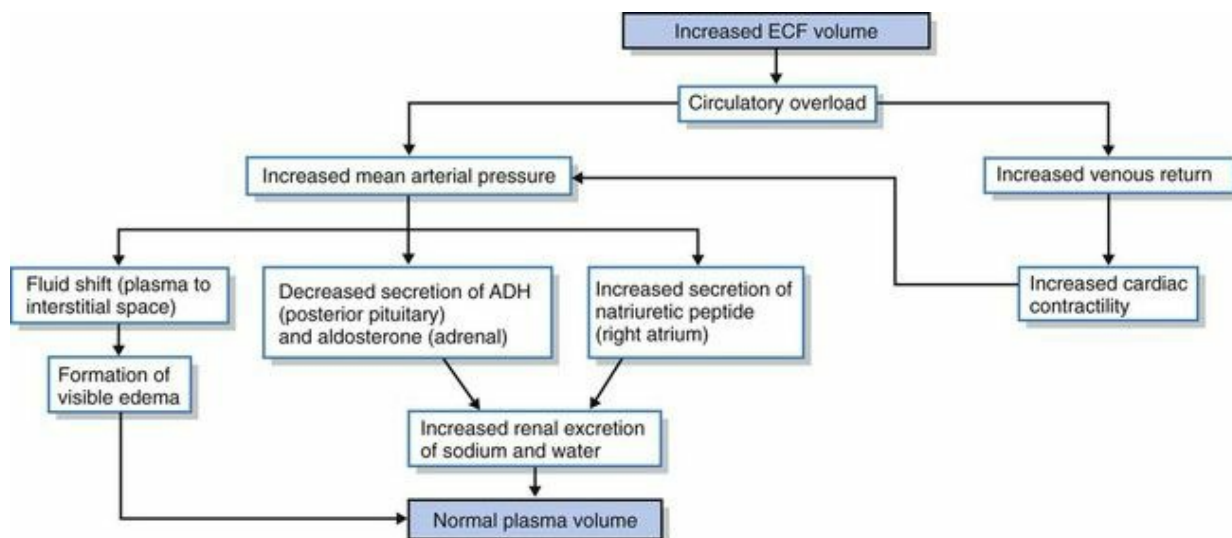 Increased ECF volume
Circulatory overload
Increased mean arterial pressure
Increased venous return
Fluid shift (plasma to
interstitial space)
Decreased secretion of ADH
(posterior pituitary)
and aldosterone (adrenal)
Increased secretion of
natriuretic peptide
(right atrium)
Increased cardiac
contractility
Formation of
visible edema
Increased renal excretion
of sodium and water
Normal plasma volume